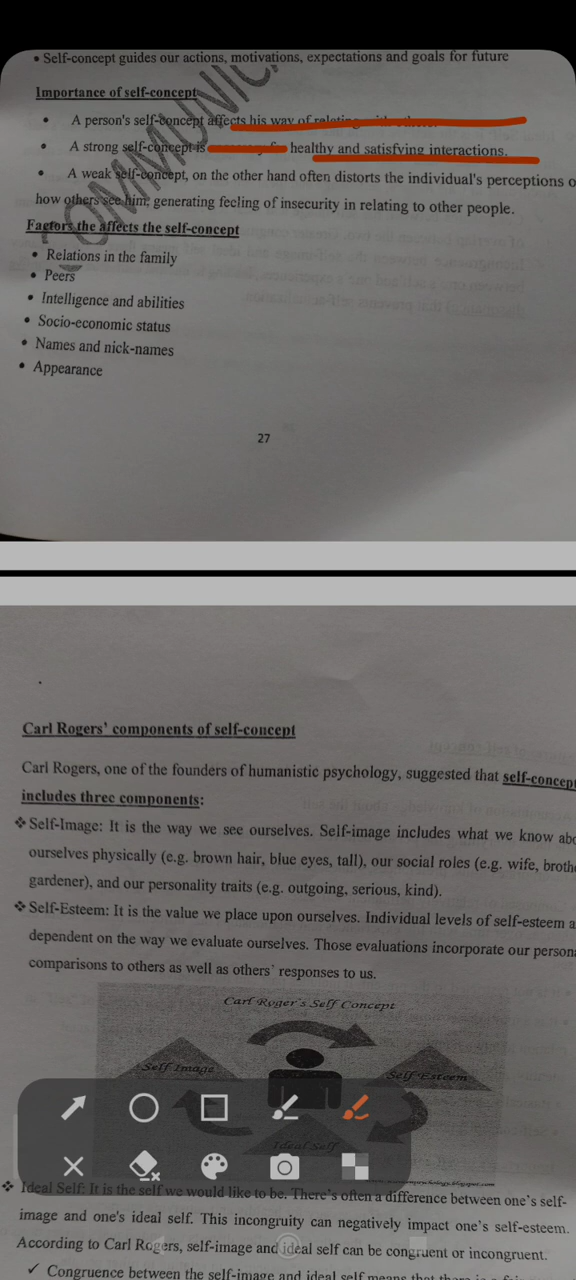 • Self-concept guides our actions, motivations, expectations and goals for future
COMMUNIC
Importance of self-concept
• A person's self-concept affects his way of relating with others.
• A strong self-concept is healthy and satisfying interactions.
• A weak self-concept, on the other hand often distorts the individual's perceptions o
how others see him, generating feeling of insecurity in relating to other people.
Factors the affects the self-concept
• Relations in the family
• Peers
• Intelligence and abilities
• Socio-economic status
• Names and nick-names
• Appearance
27
Carl Rogers' components of self-concept
Carl Rogers, one of the founders of humanistic psychology, suggested that self-concept
includes three components:
❖ Self-Image: It is the way we see ourselves. Self-image includes what we know abo
ourselves physically (e.g. brown hair, blue eyes, tall), our social roles (e.g. wife, brothe
gardener), and our personality traits (e.g. outgoing, serious, kind).
❖ Self-Esteem: It is the value we place upon ourselves. Individual levels of self-esteem a
dependent on the way we evaluate ourselves. Those evaluations incorporate our persona
comparisons to others as well as others' responses to us.
Carl Roger's Self Concept
Self Image
Self Esteem
Ideal Self
❖ Ideal Self: It is the self we would like to be. There's often a difference between one's self-
image and one's ideal self. This incongruity can negatively impact one's self-esteem.
According to Carl Rogers, self-image and ideal self can be congruent or incongruent.
✓ Congruence between the self-image and ideal self means that there is a